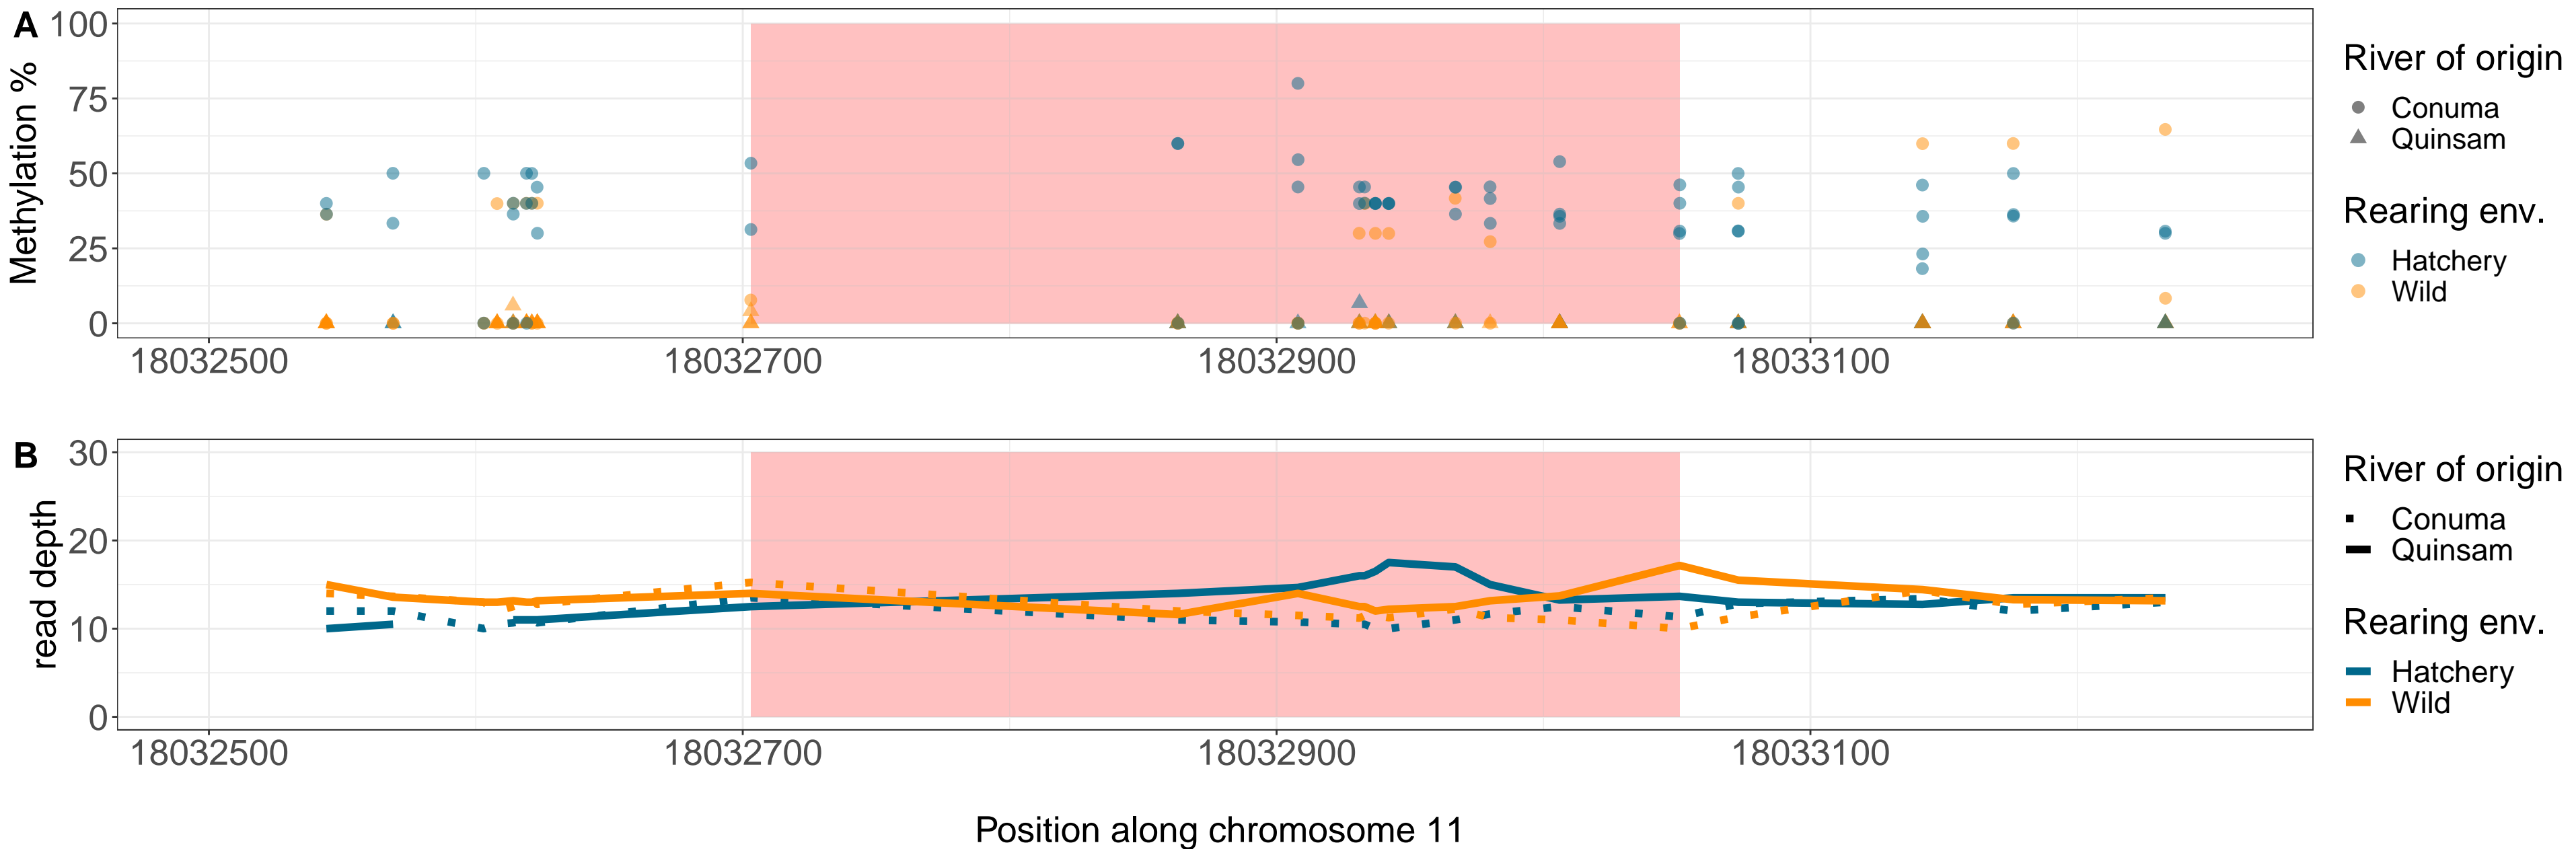 A
100
75
50
25
0
Methylation %
18032500
18032700
18032900
18033100
River of origin
Conuma
Quinsam
Rearing env.
Hatchery
Wild
B
30
20
10
0
read depth
18032500
18032700
18032900
18033100
River of origin
Conuma
Quinsam
Rearing env.
Hatchery
Wild
Position along chromosome 11